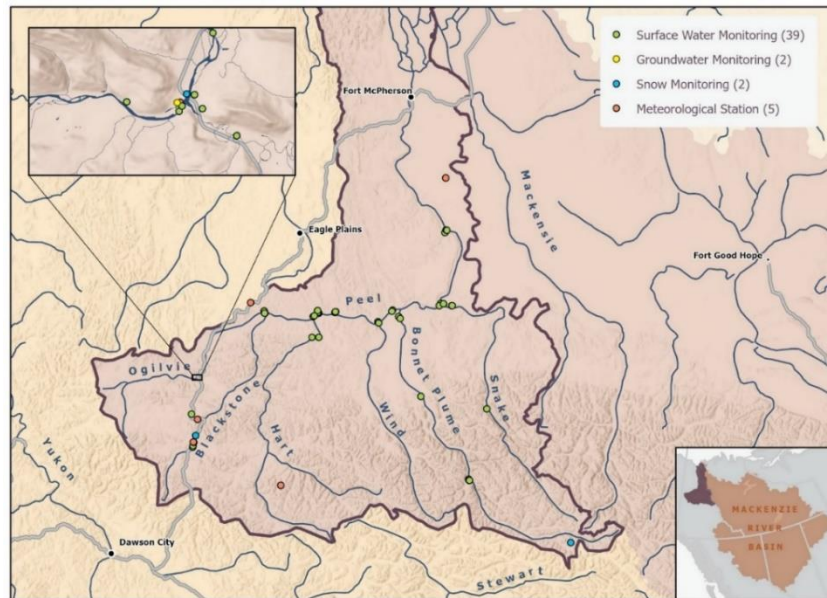 Surface Water Monitoring (39)
Groundwater Monitoring (2)
Snow Monitoring (2)
Meteorological Station (5)
Fort McPherson
Mackensie
Eagle Plains
Fort Good Hope
Peel
Ogilvie
Blackstone
Hart
Wind
Bonnet Plume
Snake
Yukon
Dawson City
Stewart
MACKENZIE
RIVER
BASIN